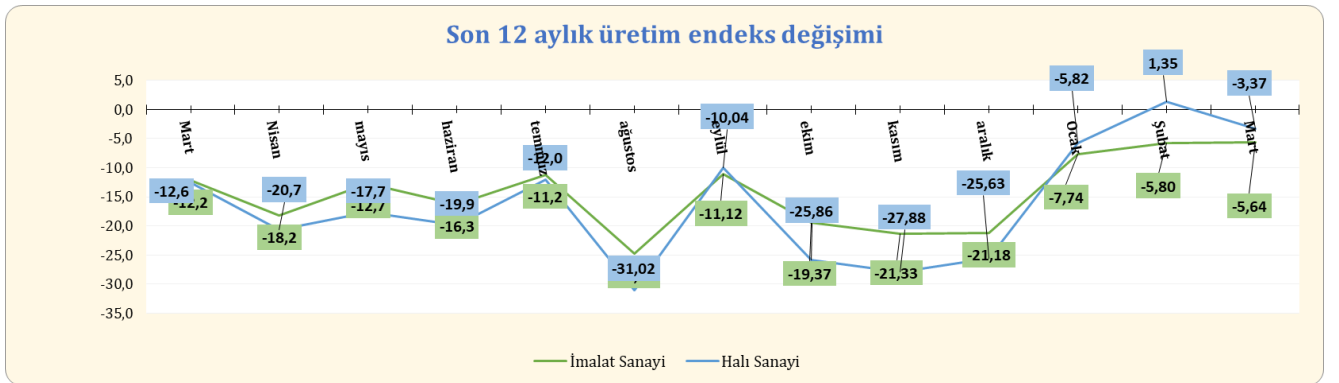 Son 12 aylık üretim endeks değişimi
5,0
0,0
-5,0
-10,0
-15,0
-20,0
-25,0
-30,0
-35,0
Mart
Nisan
mayıs
haziran
temmuz
ağustos
eylül
ekim
kasım
aralık
Ocak
Şubat
Mart
-12,6
-20,7
-17,7
-19,9
-12,0
-31,02
-10,04
-25,86
-27,88
-25,63
-5,82
1,35
-3,37
-12,2
-18,2
-12,7
-16,3
-11,2
-11,12
-19,37
-21,33
-21,18
-7,74
-5,80
-5,64
İmalat Sanayi
Halı Sanayi